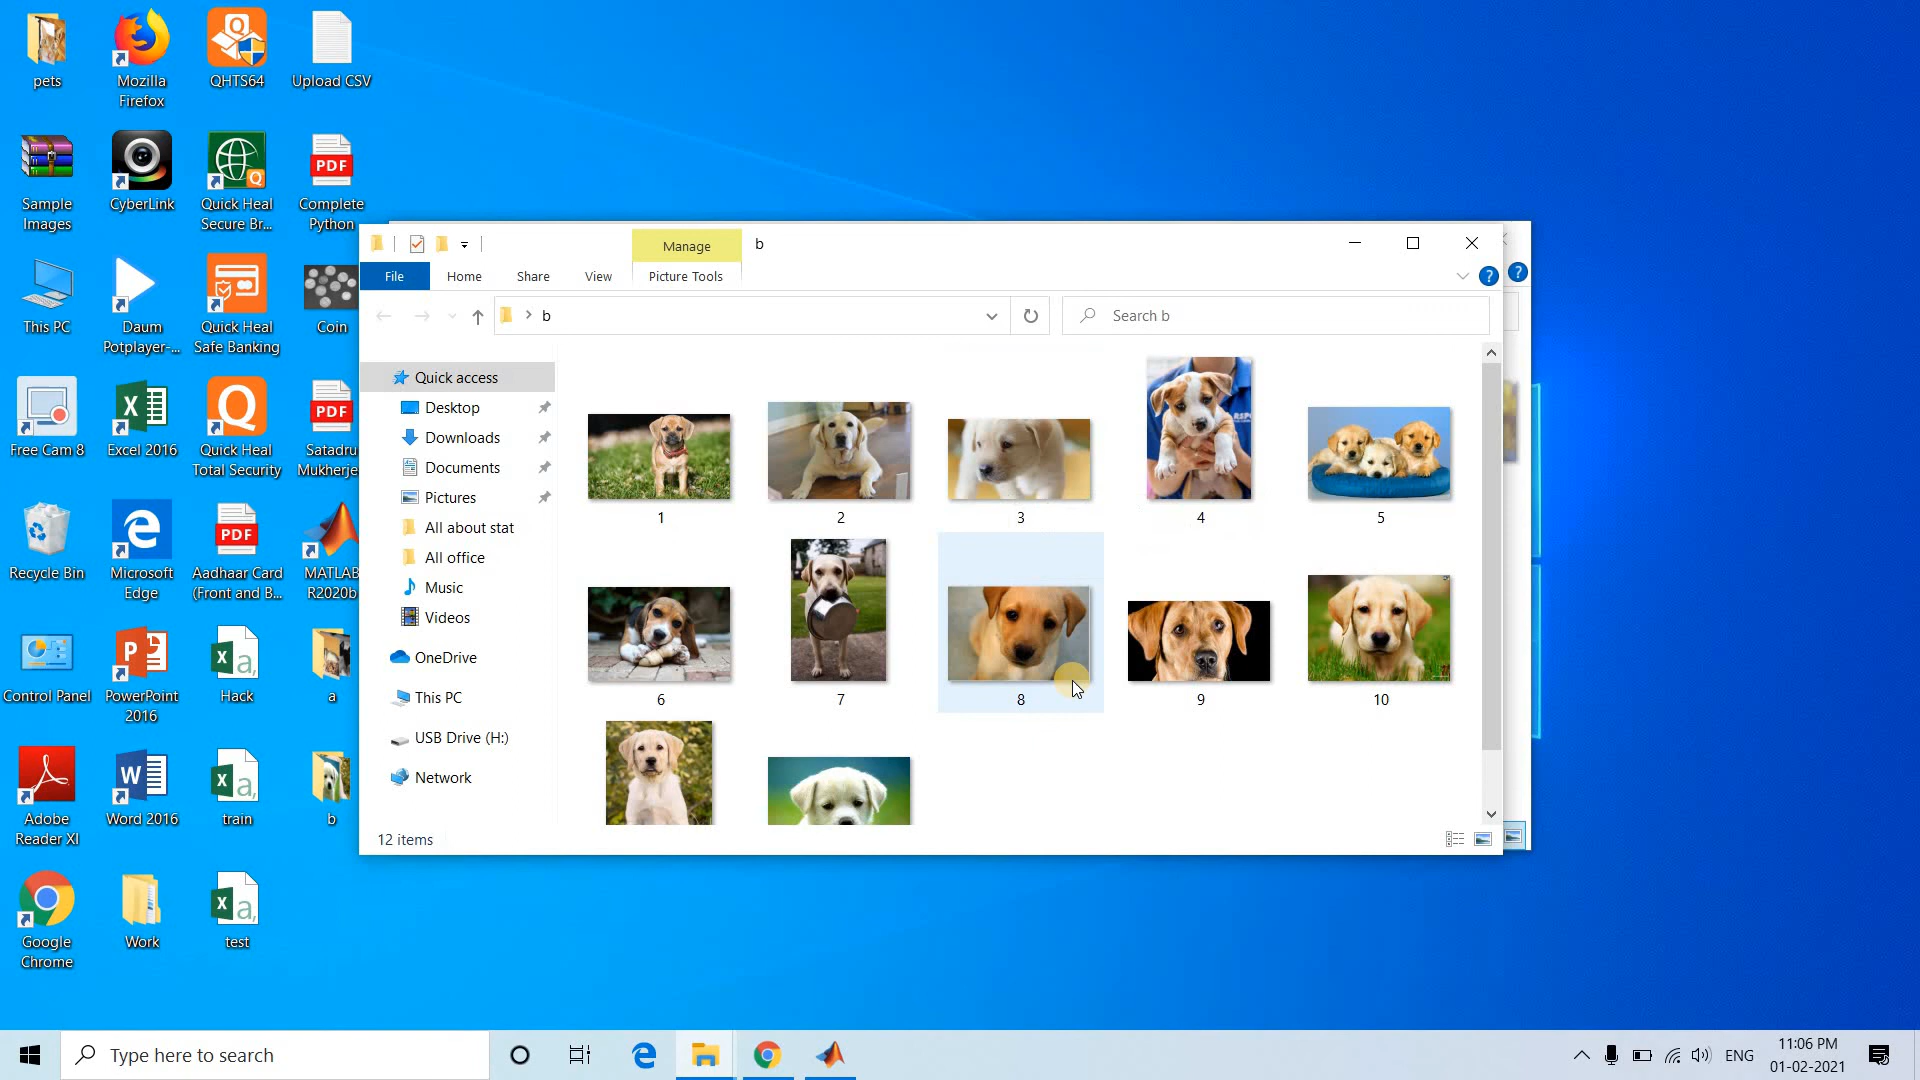 pets
Mozilla
Firefox
QHTS64
Upload CSV
Sample
Images
CyberLink
Quick Heal
Secure Br...
PDF
Complete
Python
This PC
Daum
Potplayer-...
Quick Heal
Safe Banking
Coin
Free Cam 8
Excel 2016
Quick Heal
Total Security
PDF
Satadru
Mukherje
Recycle Bin
Microsoft
Edge
PDF
Aadhaar Card
(Front and B...
MATLAB
R2020b
Control Panel
PowerPoint
2016
Hack
a
Adobe
Reader XI
Word 2016
train
b
Google
Chrome
Work
test
Manage
b
File
Home
Share
View
Picture Tools
b
Search b
Quick access
Desktop
Downloads
Documents
Pictures
All about stat
All office
Music
Videos
OneDrive
This PC
USB Drive (H:)
Network
1
2
3
4
5
6
7
8
9
10
12 items
Type here to search
ENG
11:06 PM
01-02-2021